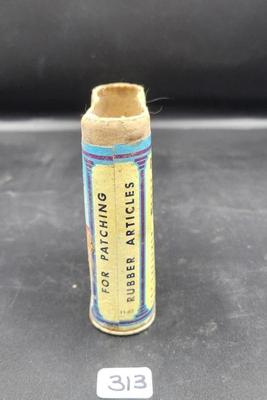 FOR PATCHING
RUBBER ARTICLES
313